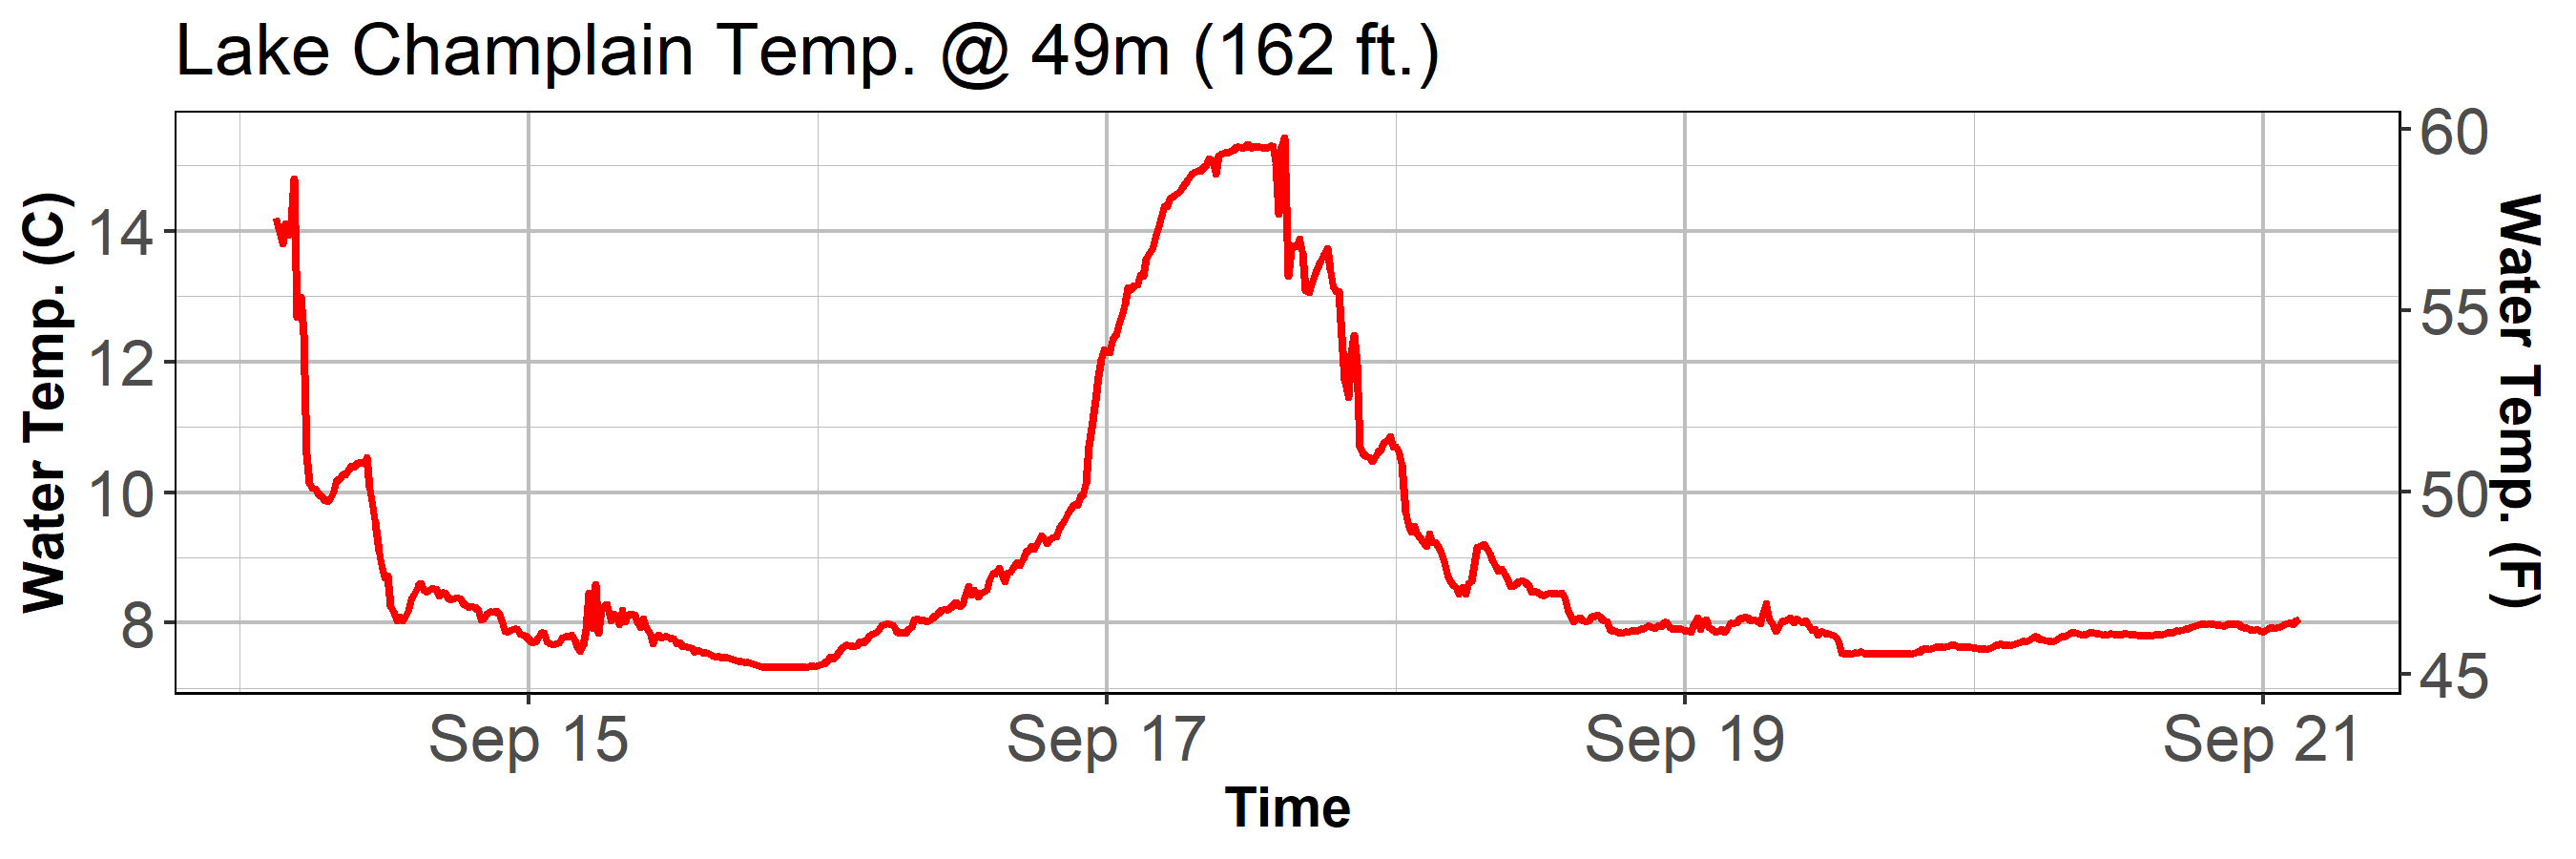 Lake Champlain Temp. @ 49m (162 ft.)
Water Temp. (C)
14
12
10
8
60
55
50
45
Water Temp. (F)
Sep 15
Sep 17
Sep 19
Sep 21
Time